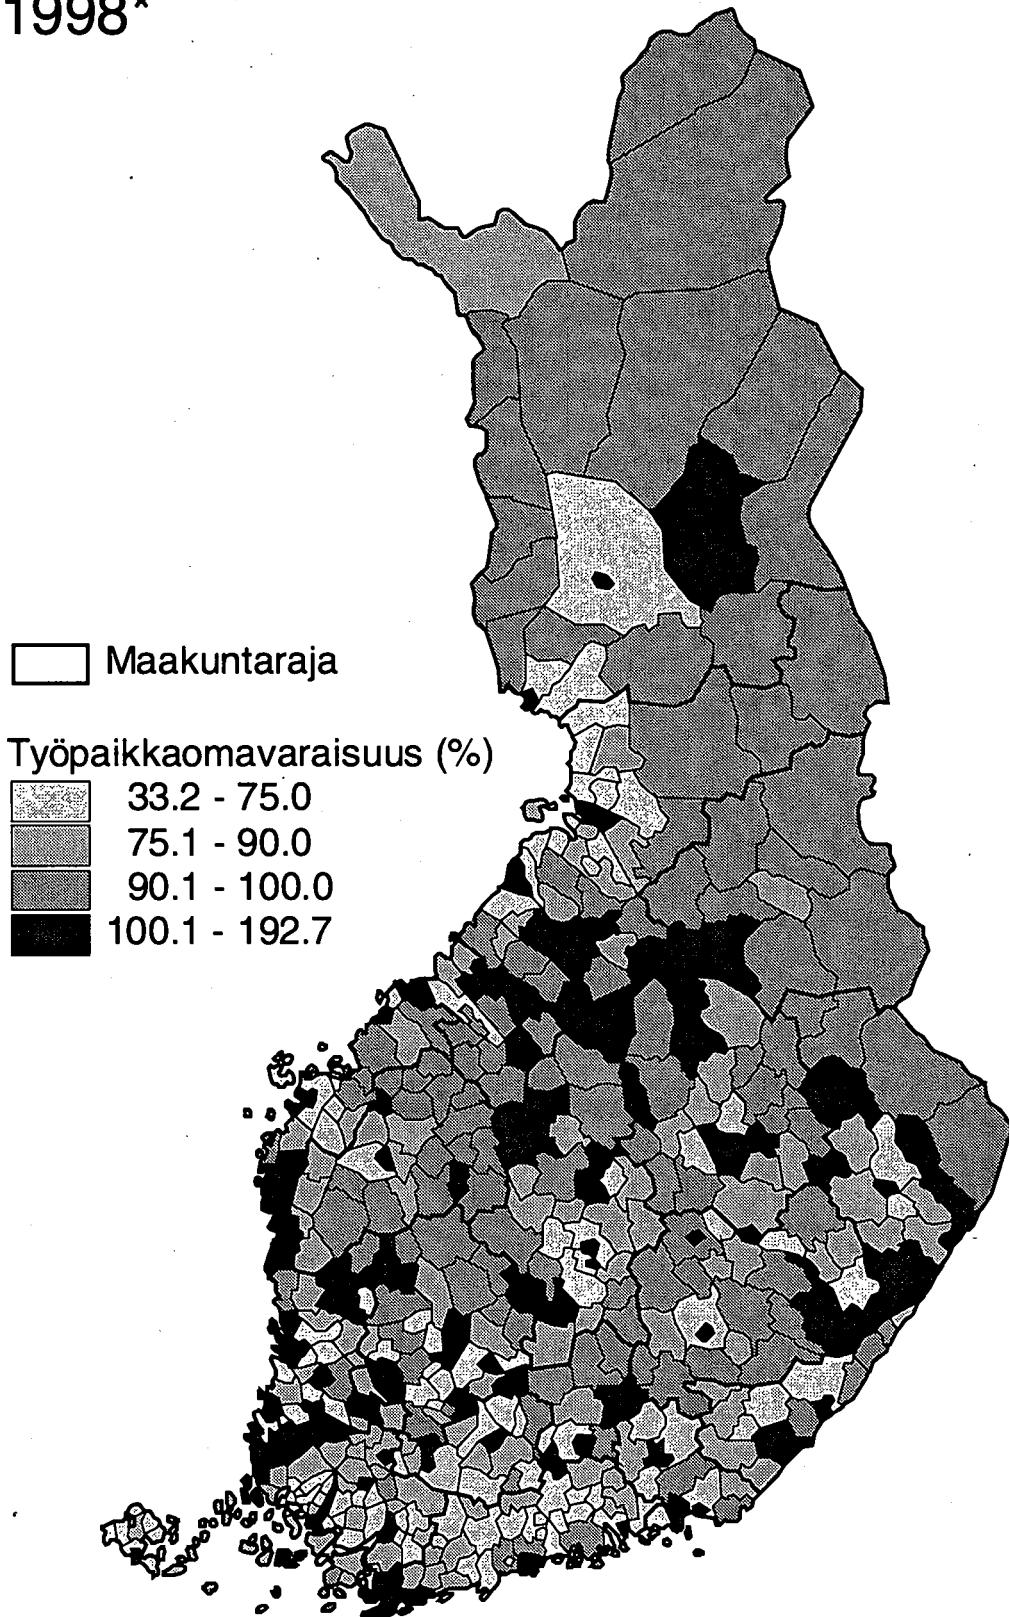 1998*
Maakuntaraja
Työpaikkaomavaraisuus (%)
33.2 - 75.0
75.1 - 90.0
90.1 - 100.0
100.1 - 192.7